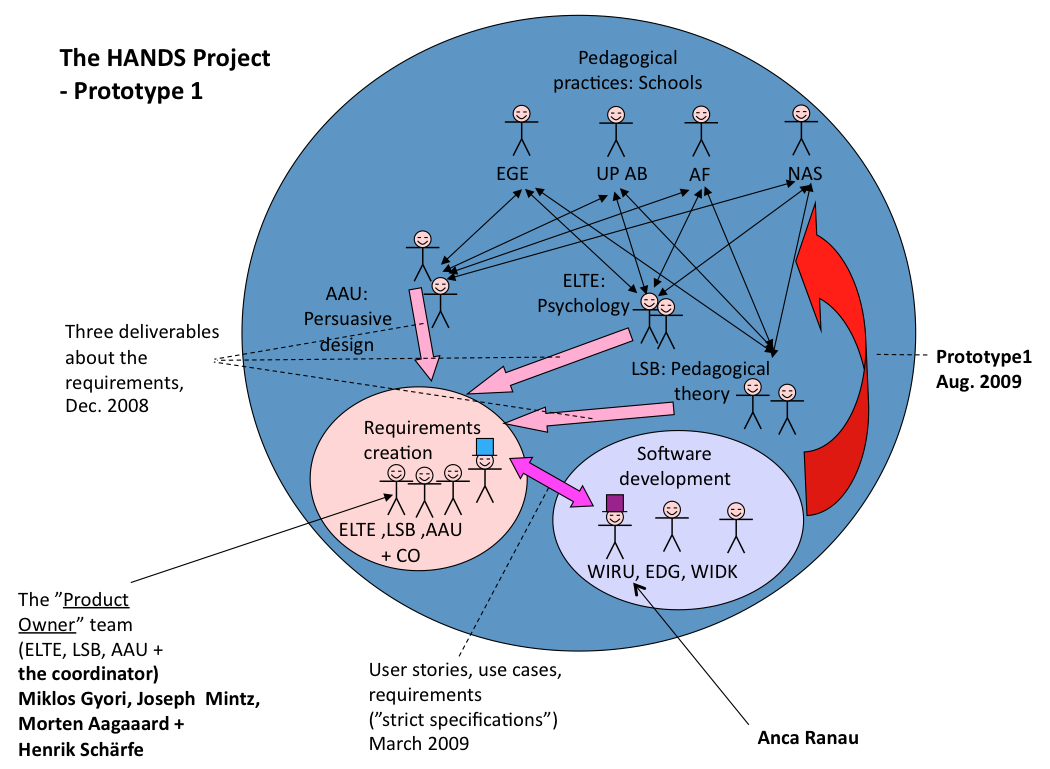 The HANDS Project
- Prototype 1
Pedagogical
practices: Schools
EGE
UP AB
AF
NAS
AAU:
Persuasive
design
ELTE:
Psychology
LSB: Pedagogical
theory
Three deliverables
about the
requirements,
Dec. 2008
Prototype1
Aug. 2009
Requirements
creation
ELTE ,LSB ,AAU
+ CO
Software
development
WIRU, EDG, WIDK
The ”Product
Owner” team
(ELTE, LSB, AAU +
the coordinator)
Miklos Gyori, Joseph Mintz,
Morten Aagaaard +
Henrik Schärfe
User stories, use cases,
requirements
(”strict specifications”)
March 2009
Anca Ranau